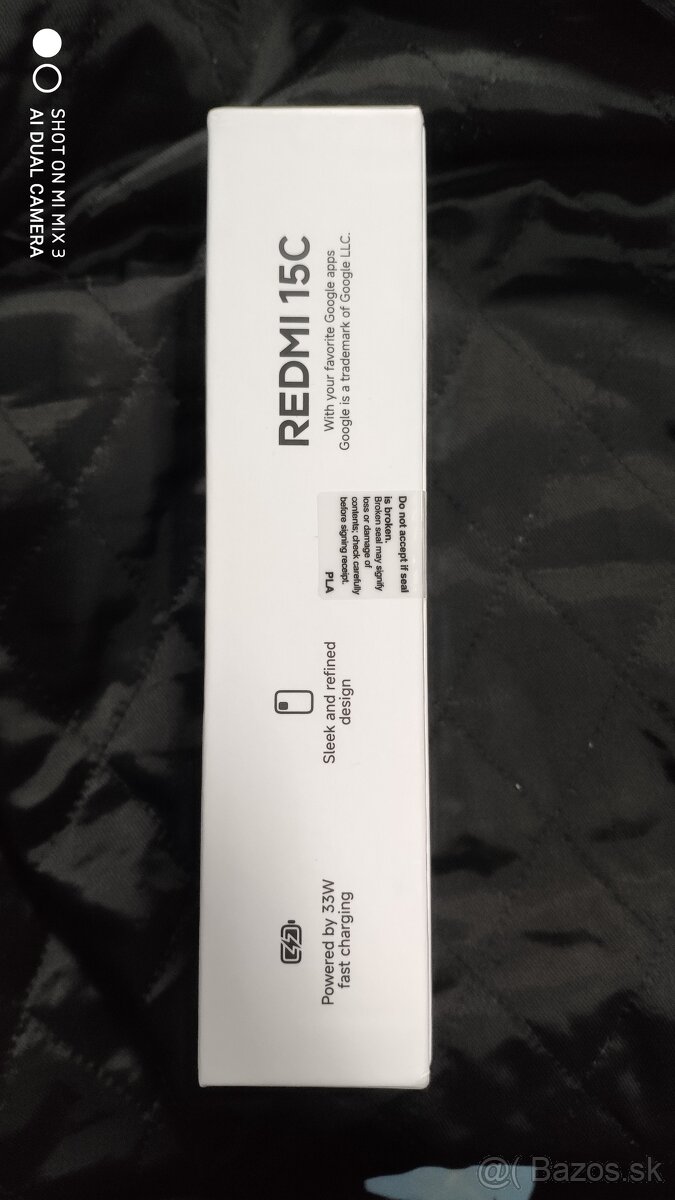 SHOT ON MI MIX 3
AI DUAL CAMERA
REDMI 15C
With your favorite Google apps
Google is a trademark of Google LLC.
Do not accept if seal
is broken.
Broken seal may signify
loss or damage of
contents; check carefully
before signing receipt.
PLA
Sleek and refined
design
Powered by 33W
fast charging
@( Bazos.sk